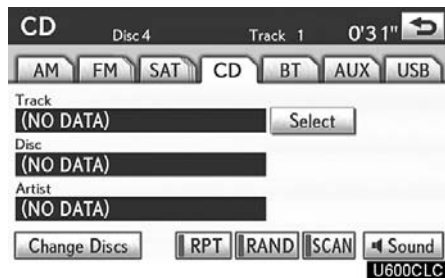 CD Disc 4 Track 1 0'31"
AM FM SAT CD BT AUX USB
Track
(NO DATA) Select
Disc
(NO DATA)
Artist
(NO DATA)
Change Discs RPT RAND SCAN Sound
U600CLC